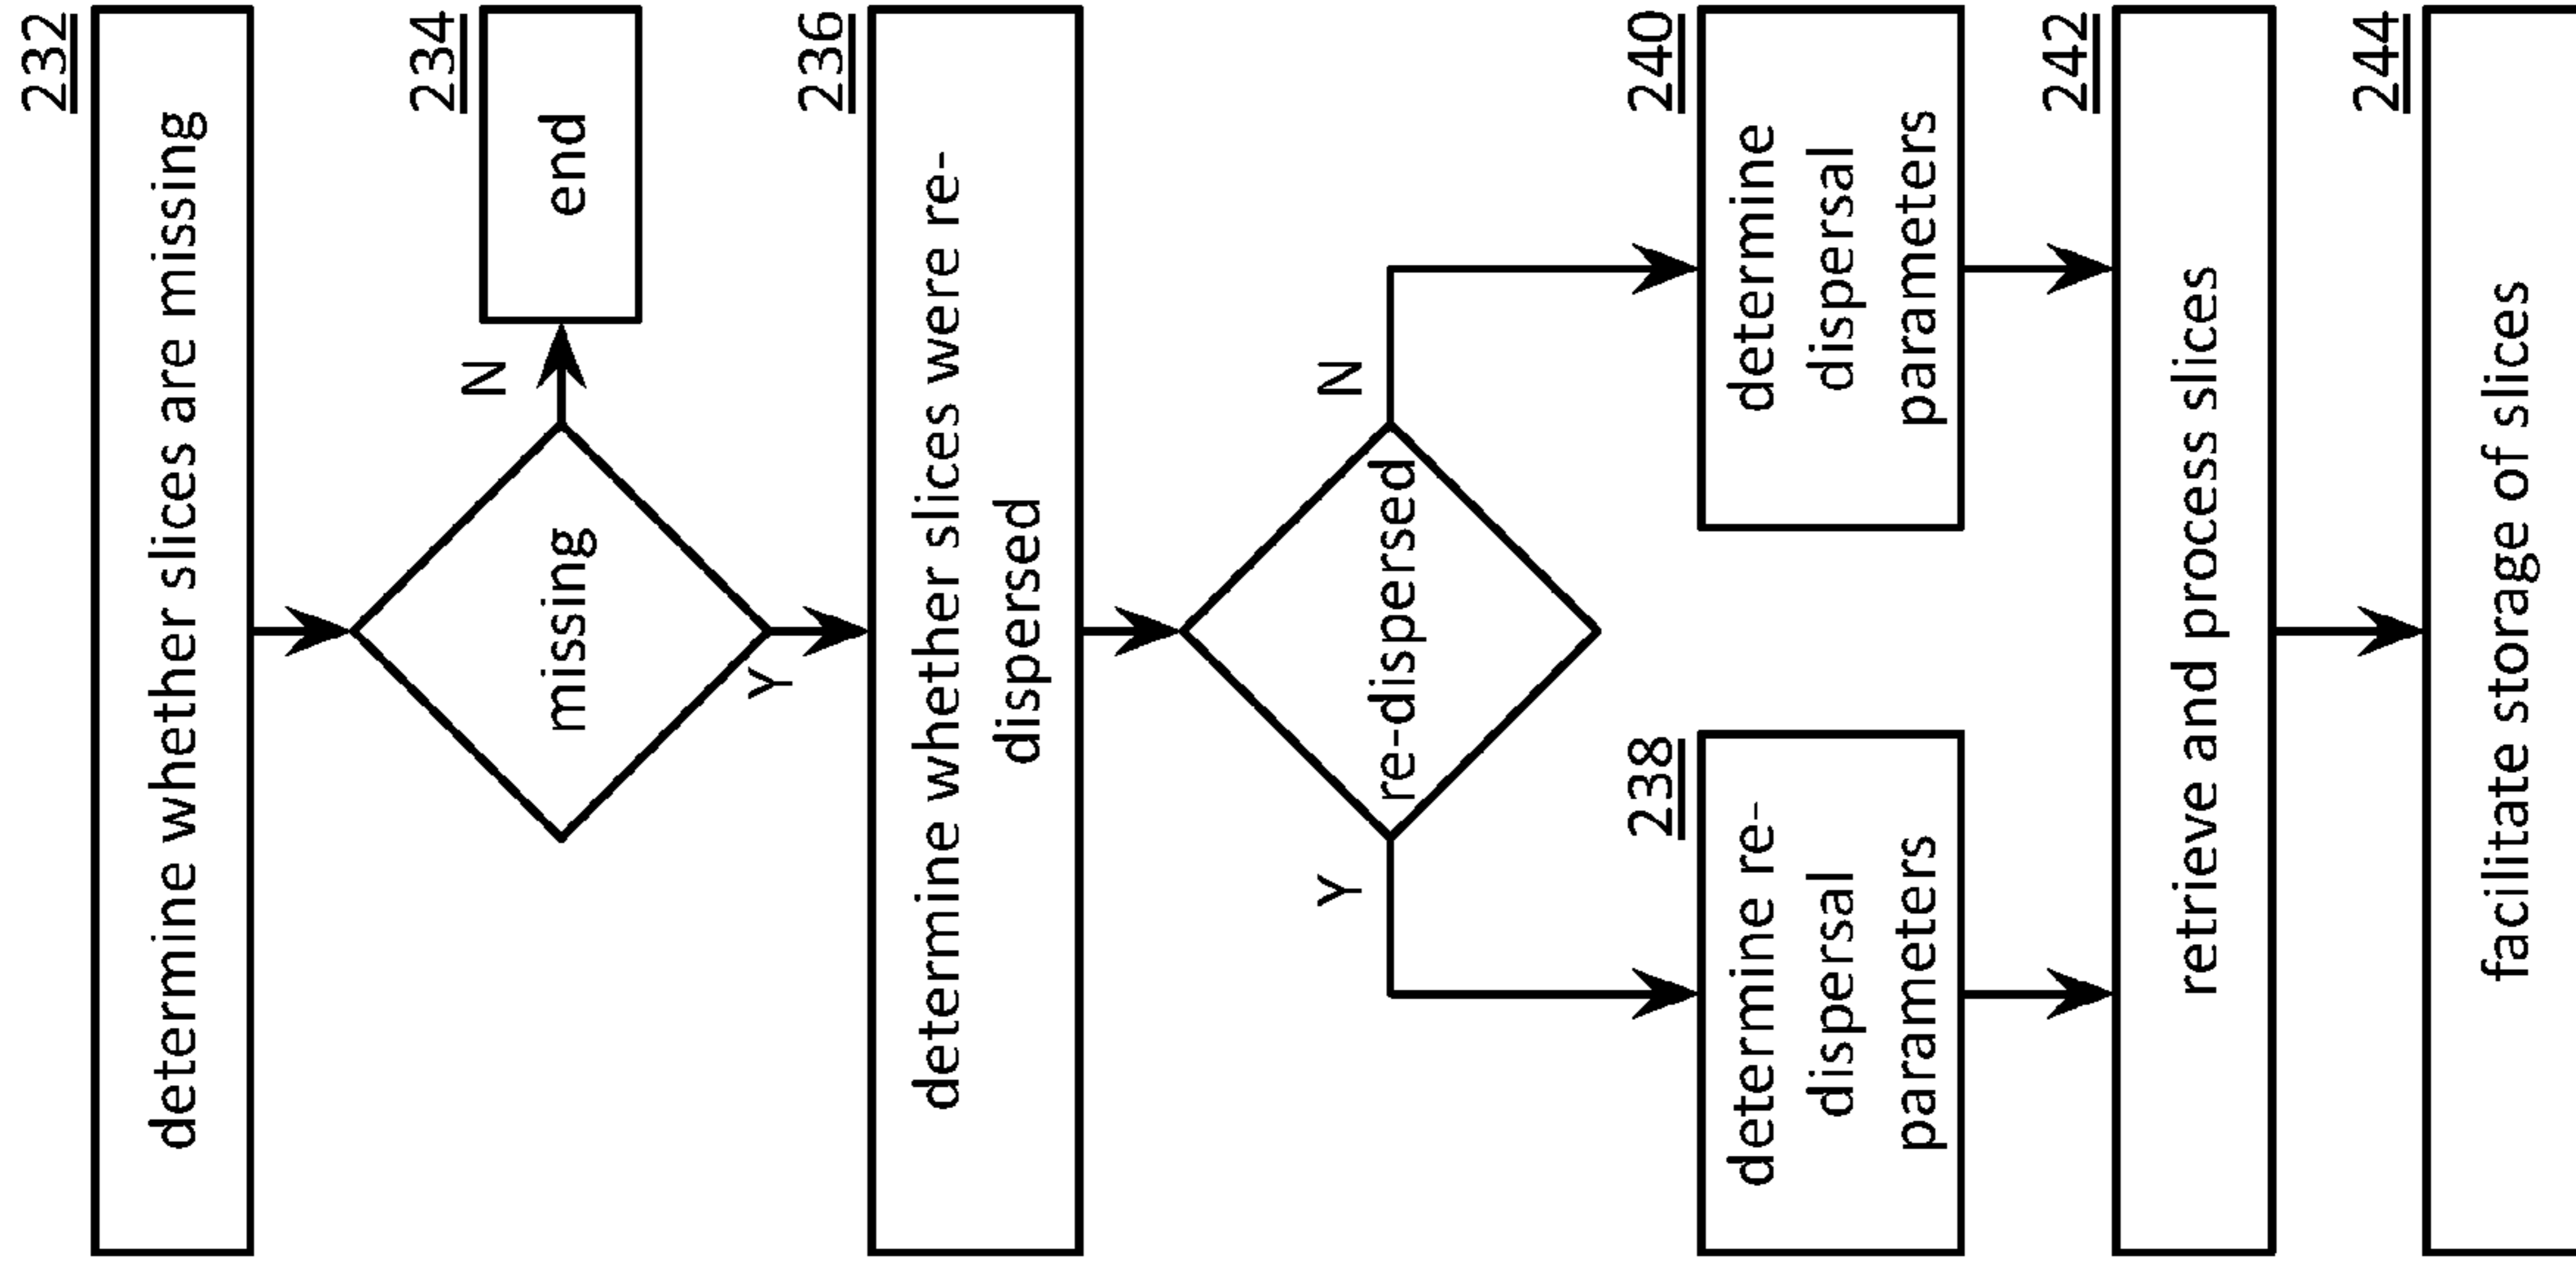 232
determine whether slices are missing
missing
N
234
end
Y
236
determine whether slices were re-
dispersed
re-dispersed
Y
N
238
determine re-
dispersal
parameters
240
determine
dispersal
parameters
242
retrieve and process slices
244
facilitate storage of slices